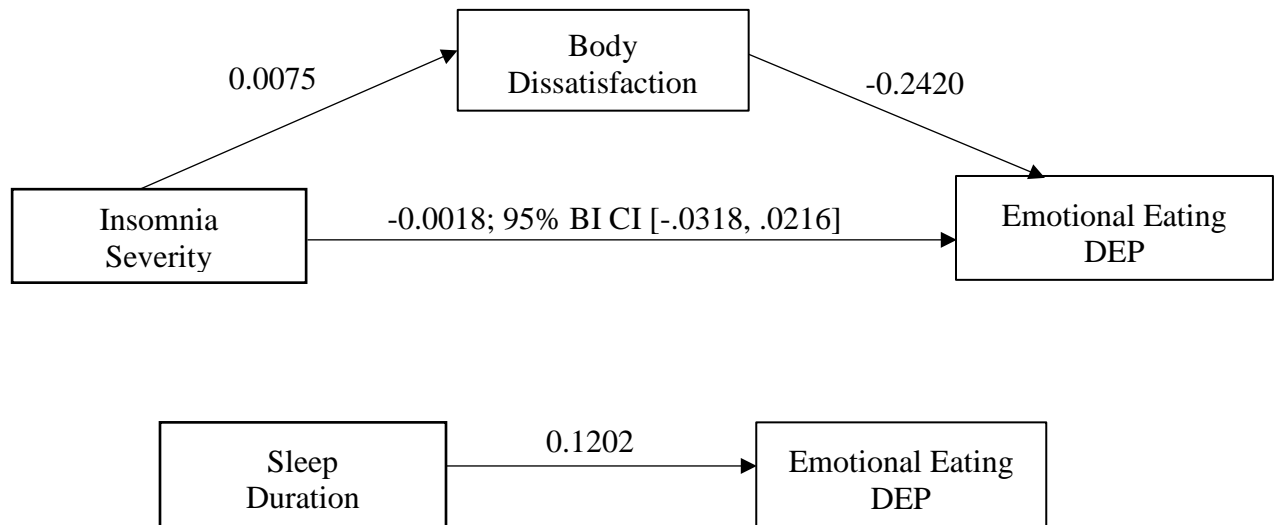 Body
Dissatisfaction
0.0075
-0.2420
Insomnia
Severity
-0.0018; 95% BI CI [-.0318, .0216]
Emotional Eating
DEP
Sleep
Duration
0.1202
Emotional Eating
DEP